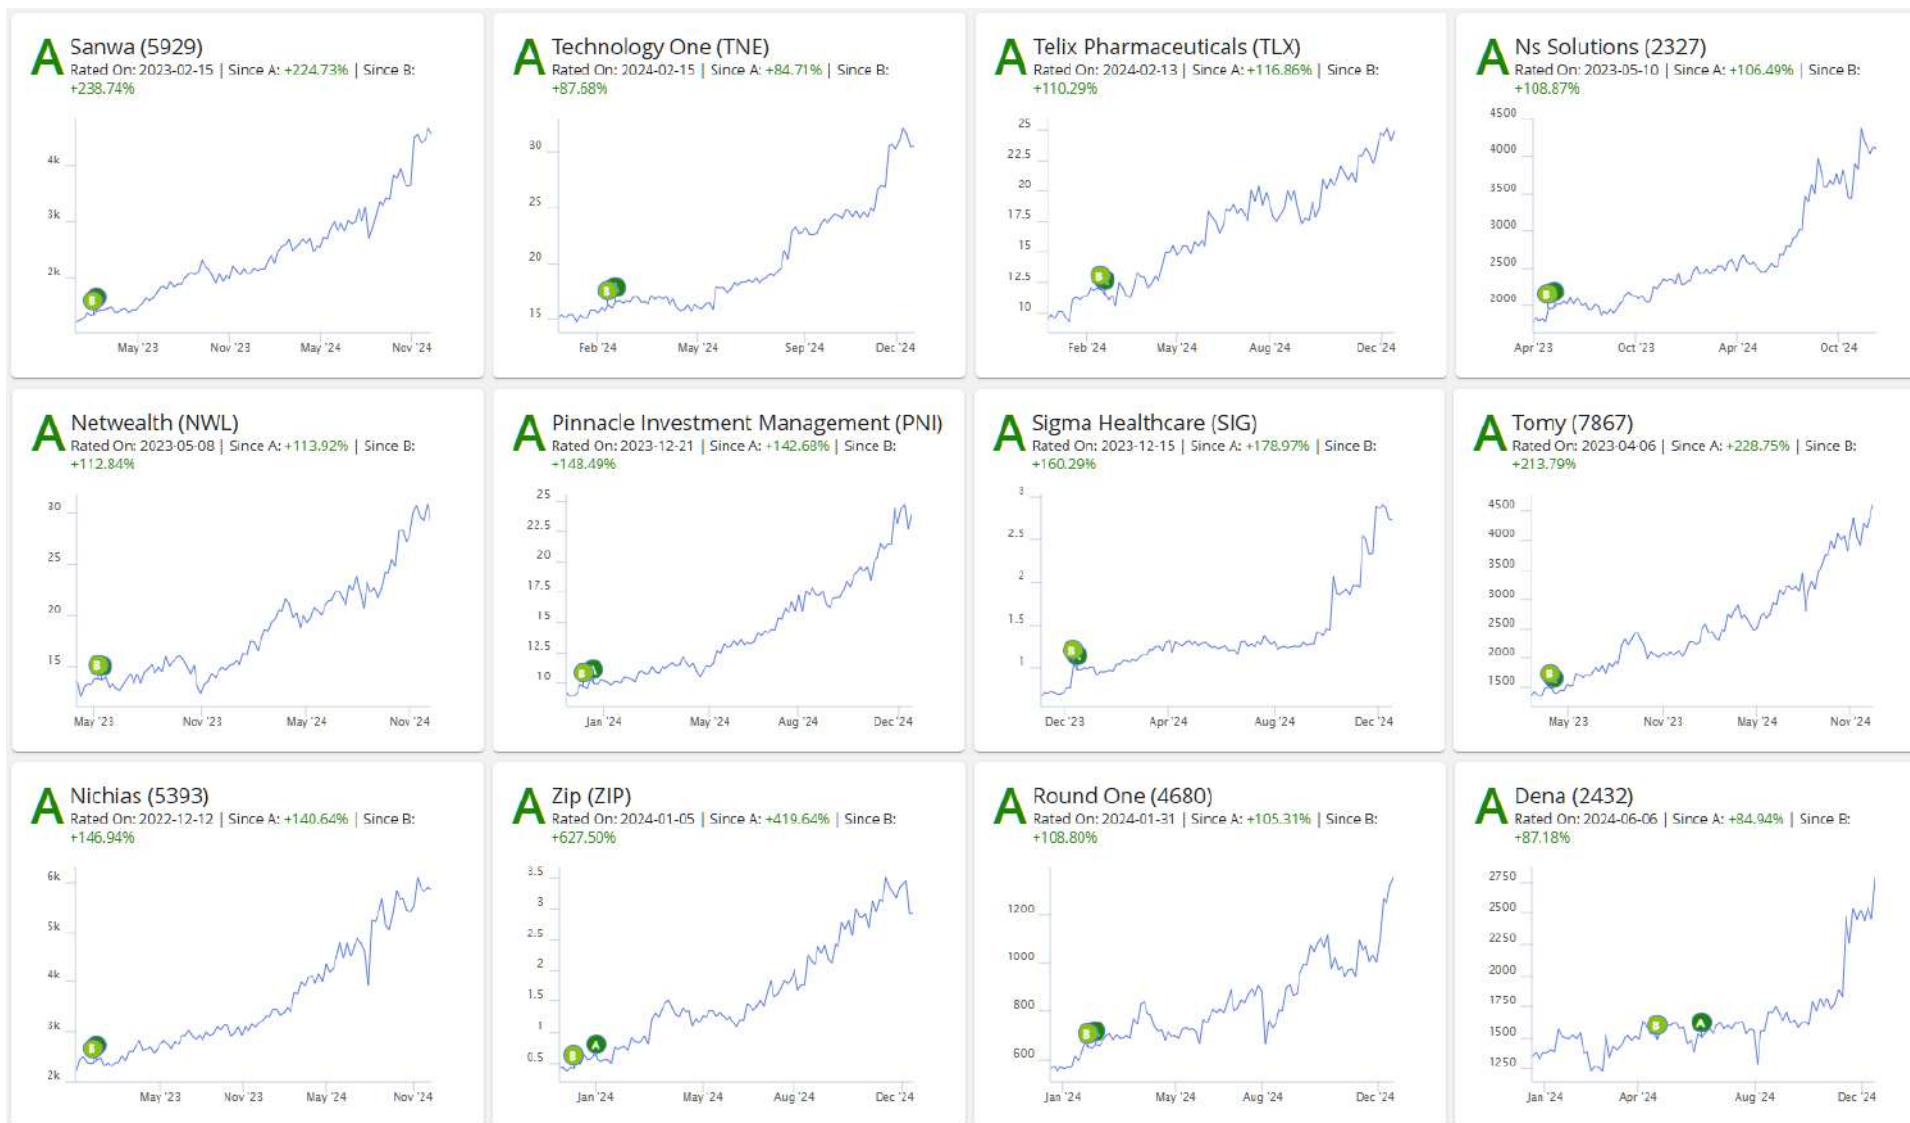 A Sanwa (5929)
Rated On: 2023-02-15 | Since A: +224.73% | Since B:
+238.74%
4k
3k
2k
B
May '23 Nov '23 May '24 Nov '24
A Technology One (TNE)
Rated On: 2024-02-15 | Since A: +84.71% | Since B:
+87.68%
30
25
20
15
B
Feb '24 May '24 Sep '24 Dec '24
A Telix Pharmaceuticals (TLX)
Rated On: 2024-02-13 | Since A: +116.86% | Since B:
+110.29%
25
22.5
20
17.5
15
12.5
10
B
Feb '24 May '24 Aug '24 Dec '24
A Ns Solutions (2327)
Rated On: 2023-05-10 | Since A: +106.49% | Since B:
+108.87%
4500
4000
3500
3000
2500
2000
B
Apr '23 Oct '23 Apr '24 Oct '24
A Netwealth (NWL)
Rated On: 2023-05-08 | Since A: +113.92% | Since B:
+112.84%
30
25
20
15
B
May '23 Nov '23 May '24 Nov '24
A Pinnacle Investment Management (PNI)
Rated On: 2023-12-21 | Since A: +142.68% | Since B:
+148.49%
25
22.5
20
17.5
15
12.5
10
B A
Jan '24 May '24 Aug '24 Dec '24
A Sigma Healthcare (SIG)
Rated On: 2023-12-15 | Since A: +178.97% | Since B:
+160.29%
3
2.5
2
1.5
1
B
Dec '23 Apr '24 Aug '24 Dec '24
A Tomy (7867)
Rated On: 2023-04-06 | Since A: +228.75% | Since B:
+213.79%
4500
4000
3500
3000
2500
2000
1500
B
May '23 Nov '23 May '24 Nov '24
A Nichias (5393)
Rated On: 2022-12-12 | Since A: +140.64% | Since B:
+146.94%
6k
5k
4k
3k
2k
B
May '23 Nov '23 May '24 Nov '24
A Zip (ZIP)
Rated On: 2024-01-05 | Since A: +419.64% | Since B:
+627.50%
3.5
3
2.5
2
1.5
1
0.5
B A
Jan '24 May '24 Aug '24 Dec '24
A Round One (4680)
Rated On: 2024-01-31 | Since A: +105.31% | Since B:
+108.80%
1200
1000
800
600
B
Jan '24 May '24 Aug '24 Dec '24
A Dena (2432)
Rated On: 2024-06-06 | Since A: +84.94% | Since B:
+87.18%
2750
2500
2250
2000
1750
1500
1250
B A
Jan '24 Apr '24 Aug '24 Dec '24